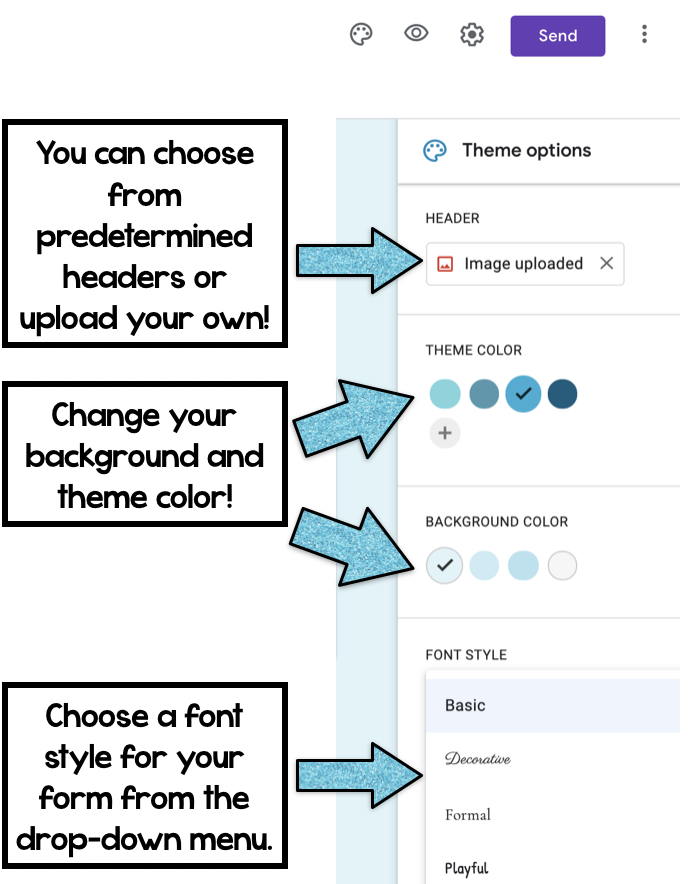 Send
Theme options
You can choose
from
predetermined
headers or
upload your own!
HEADER
Image uploaded
THEME COLOR
Change your
background and
theme color!
BACKGROUND COLOR
FONT STYLE
Choose a font
style for your
form from the
drop-down menu.
Basic
Decorative
Formal
Playful